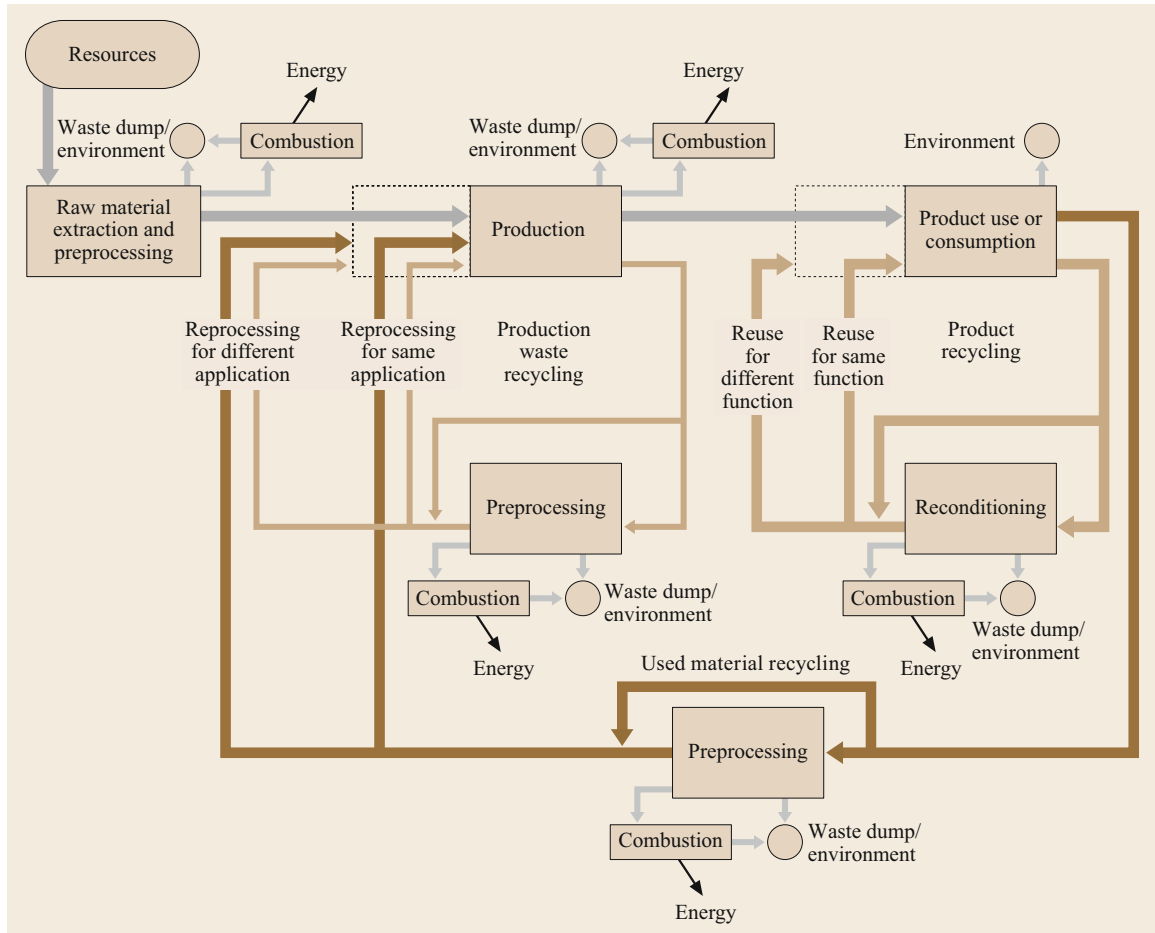 Resources
Energy
Energy
Waste dump/
environment
Combustion
Waste dump/
environment
Combustion
Environment
Raw material
extraction and
preprocessing
Production
Product use or
consumption
Reprocessing
for different
application
Reprocessing
for same
application
Production
waste
recycling
Reuse
for
different
function
Reuse
for same
function
Product
recycling
Preprocessing
Reconditioning
Combustion
Waste dump/
environment
Energy
Combustion
Waste dump/
environment
Energy
Used material recycling
Preprocessing
Combustion
Waste dump/
environment
Energy